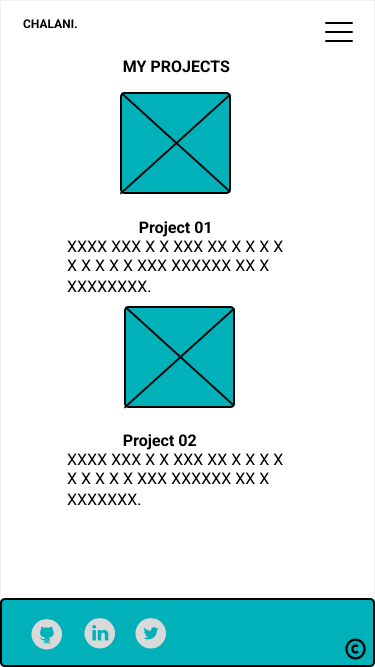 CHALANI.
MY PROJECTS
Project 01
XXXX XXX X X XXX XX X X X X
X X X X X XXX XXXXXX XX X
XXXXXXXX.
Project 02
XXXX XXX X X XXX XX X X X X
X X X X X XXX XXXXXX XX X
XXXXXXX.
in
©